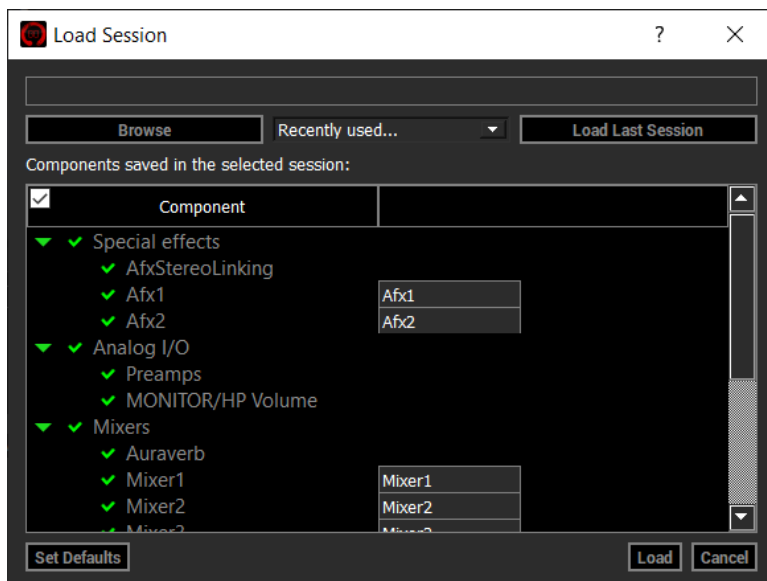 Load Session
Browse Recently used... Load Last Session
Components saved in the selected session:
Component
Special effects
AfxStereoLinking
Afx1 Afx1
Afx2 Afx2
Analog I/O
Preamps
MONITOR/HP Volume
Mixers
Auraverb
Mixer1 Mixer1
Mixer2 Mixer2
Set Defaults Load Cancel